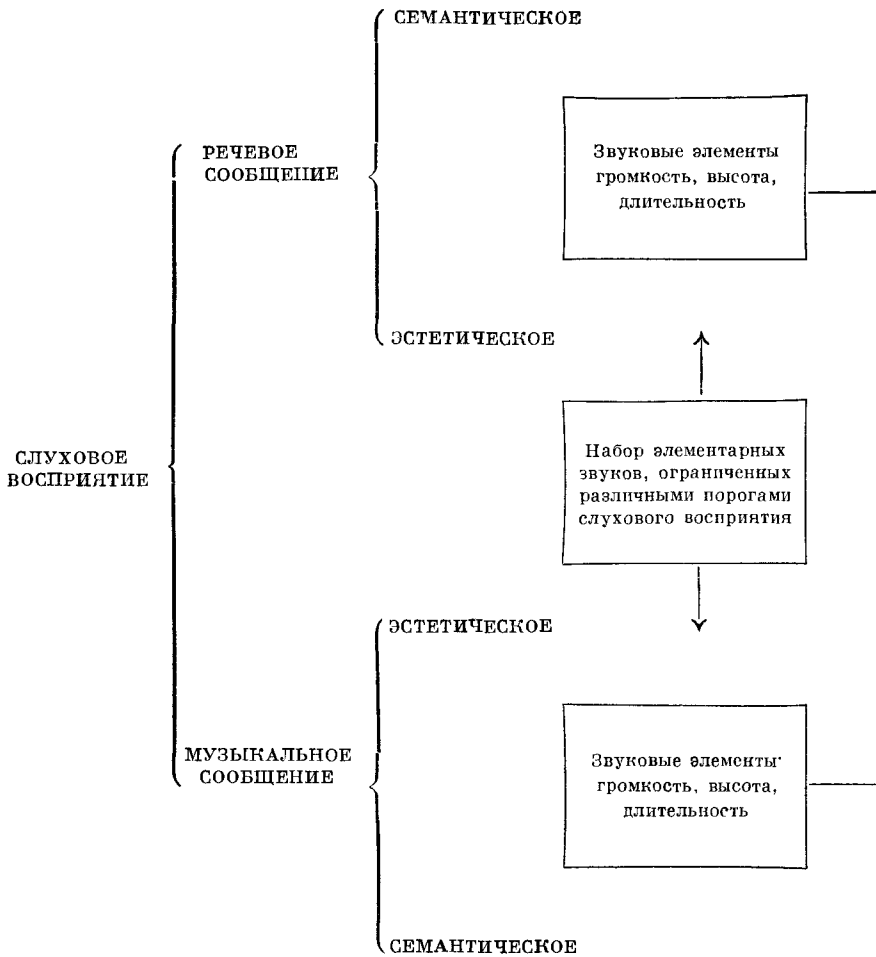 СЕМАНТИЧЕСКОЕ
Звуковые элементы
громкость, высота,
длительность
РЕЧЕВОЕ
СООБЩЕНИЕ
ЭСТЕТИЧЕСКОЕ
Набор элементарных
звуков, ограниченных
различными порогами
слухового восприятия
СЛУХОВОЕ
ВОСПРИЯТИЕ
ЭСТЕТИЧЕСКОЕ
МУЗЫКАЛЬНОЕ
СООБЩЕНИЕ
Звуковые элементы·
громкость, высота,
длительность
СЕМАНТИЧЕСКОЕ